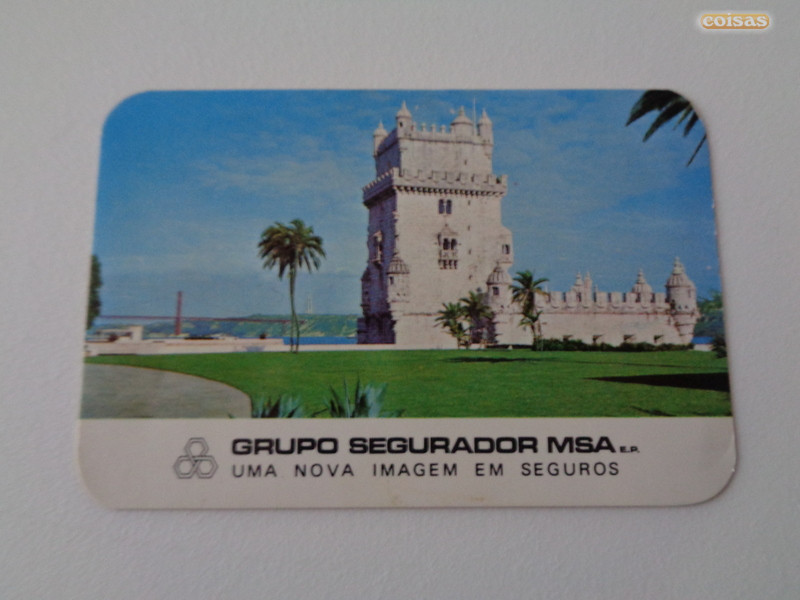 coisas
GRUPO SEGURADOR MSA E.P.
UMA NOVA IMAGEM EM SEGUROS